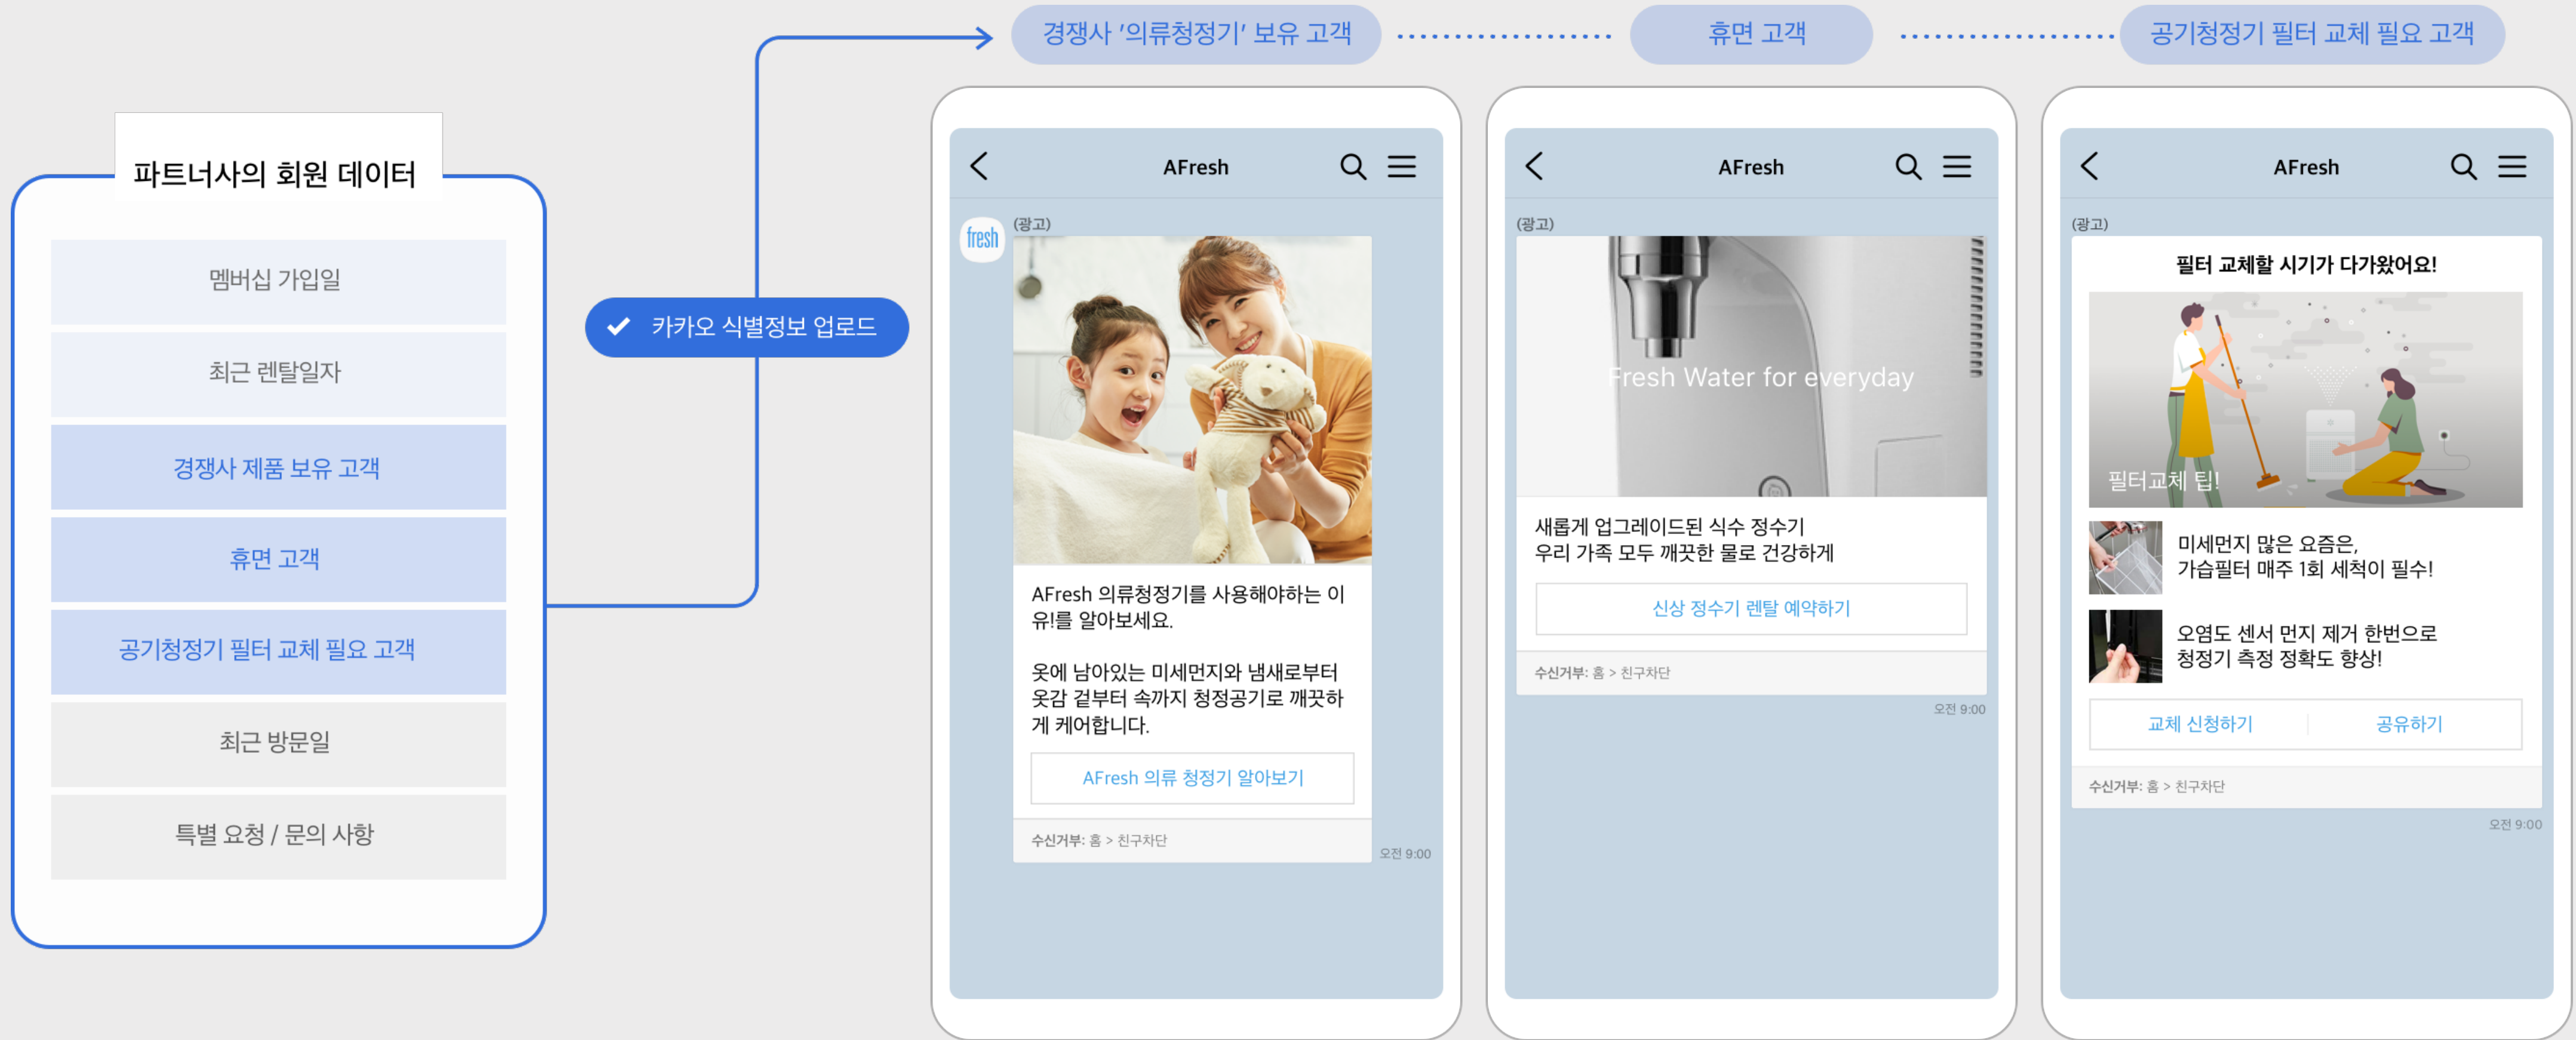 경쟁사 '의류청정기' 보유 고객
휴면 고객
공기청정기 필터 교체 필요 고객
파트너사의 회원 데이터
멤버십 가입일
최근 렌탈일자
경쟁사 제품 보유 고객
휴면 고객
공기청정기 필터 교체 필요 고객
최근 방문일
특별 요청 / 문의 사항
카카오 식별정보 업로드
AFresh
fresh
(광고)
AFresh 의류청정기를 사용해야하는 이
유!를 알아보세요.
옷에 남아있는 미세먼지와 냄새로부터
옷감 겉부터 속까지 청정공기로 깨끗하
게 케어합니다.
AFresh 의류 청정기 알아보기
수신거부: 홈 > 친구차단
오전 9:00
AFresh
(광고)
Fresh Water for everyday
새롭게 업그레이드된 식수 정수기
우리 가족 모두 깨끗한 물로 건강하게
신상 정수기 렌탈 예약하기
수신거부: 홈 > 친구차단
오전 9:00
AFresh
(광고)
필터 교체할 시기가 다가왔어요!
필터교체 팁!
미세먼지 많은 요즘은,
가습필터 매주 1회 세척이 필수!
오염도 센서 먼지 제거 한번으로
청정기 측정 정확도 향상!
교체 신청하기
공유하기
수신거부: 홈 > 친구차단
오전 9:00